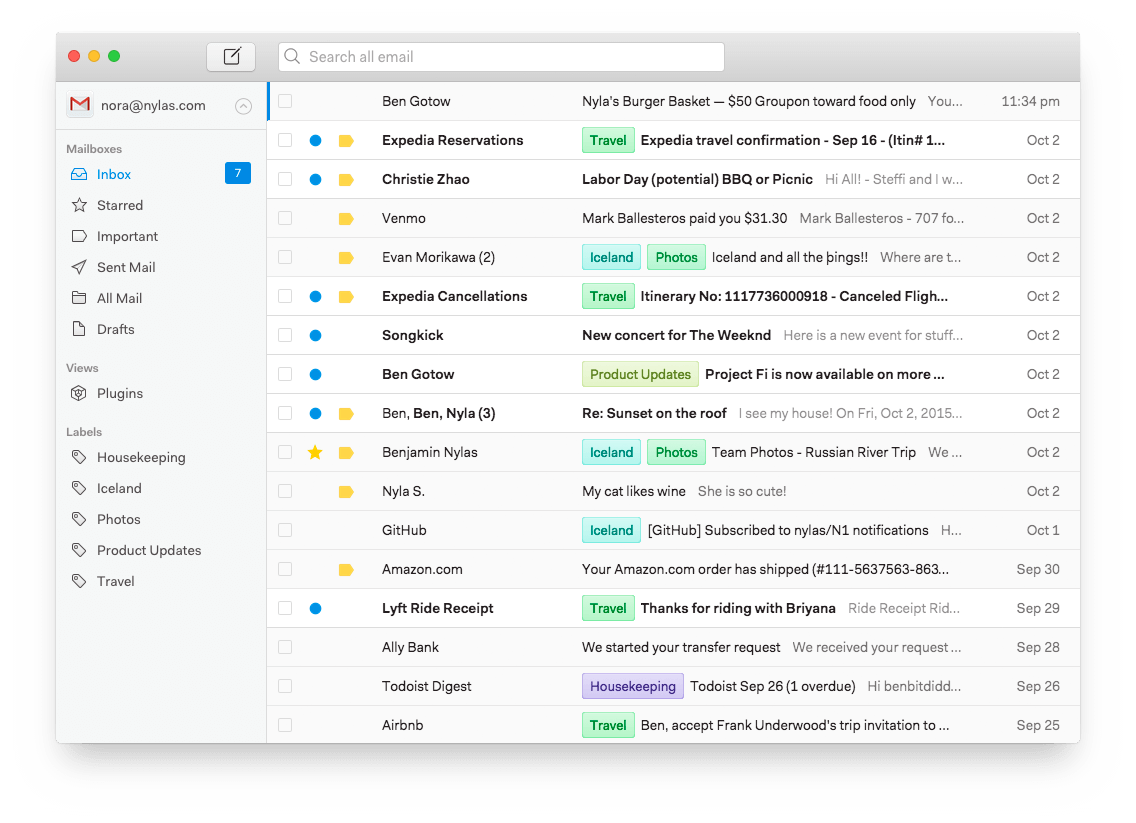 Search all email
nora@nylas.com
Mailboxes
Inbox 7
Starred
Important
Sent Mail
All Mail
Drafts
Views
Plugins
Labels
Housekeeping
Iceland
Photos
Product Updates
Travel
Ben Gotow Nyla's Burger Basket — $50 Groupon toward food only You... 11:34 pm
Expedia Reservations Travel Expedia travel confirmation - Sep 16 - (Itin# 1... Oct 2
Christie Zhao Labor Day (potential) BBQ or Picnic Hi All! - Steffi and I w... Oct 2
Venmo Mark Ballesteros paid you $31.30 Mark Ballesteros - 707 fo... Oct 2
Evan Morikawa (2) Iceland Photos Iceland and all the þings!! Where are t... Oct 2
Expedia Cancellations Travel Itinerary No: 1117736000918 - Canceled Fligh... Oct 2
Songkick New concert for The Weeknd Here is a new event for stuff... Oct 2
Ben Gotow Product Updates Project Fi is now available on more ... Oct 2
Ben, Ben, Nyla (3) Re: Sunset on the roof I see my house! On Fri, Oct 2, 2015... Oct 2
Benjamin Nylas Iceland Photos Team Photos - Russian River Trip We ... Oct 2
Nyla S. My cat likes wine She is so cute! Oct 2
GitHub Iceland [GitHub] Subscribed to nylas/N1 notifications H... Oct 1
Amazon.com Your Amazon.com order has shipped (#111-5637563-863... Sep 30
Lyft Ride Receipt Travel Thanks for riding with Briyana Ride Receipt Rid... Sep 29
Ally Bank We started your transfer request We received your request ... Sep 28
Todoist Digest Housekeeping Todoist Sep 26 (1 overdue) Hi benbitdidd... Sep 26
Airbnb Travel Ben, accept Frank Underwood's trip invitation to ... Sep 25